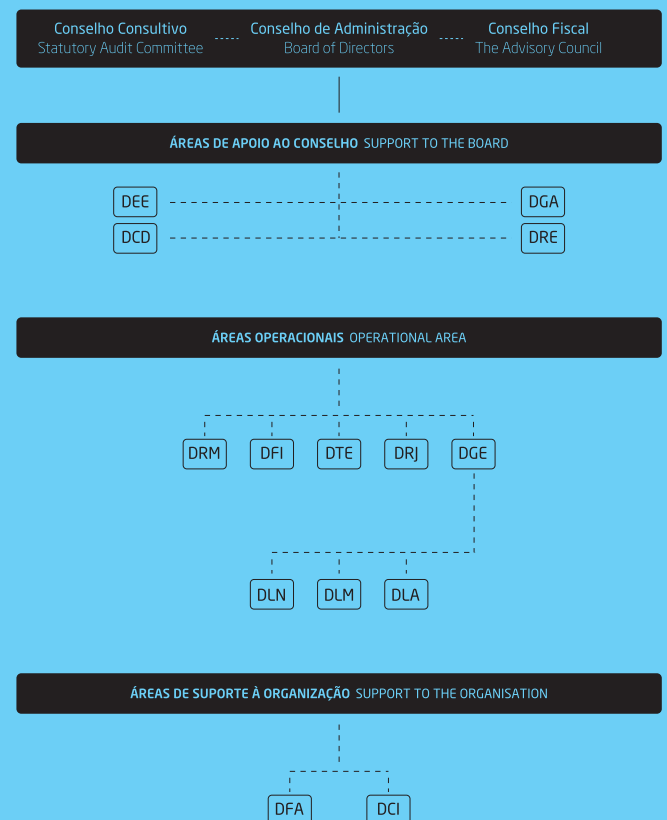 Conselho Consultivo
Statutory Audit Committee
Conselho de Administração
Board of Directors
Conselho Fiscal
The Advisory Council
ÁREAS DE APOIO AO CONSELHO SUPPORT TO THE BOARD
DEE
DGA
DCD
DRE
ÁREAS OPERACIONAIS OPERATIONAL AREA
DRM
DFI
DTE
DRJ
DGE
DLN
DLM
DLA
ÁREAS DE SUPORTE À ORGANIZAÇÃO SUPPORT TO THE ORGANISATION
DFA
DCI